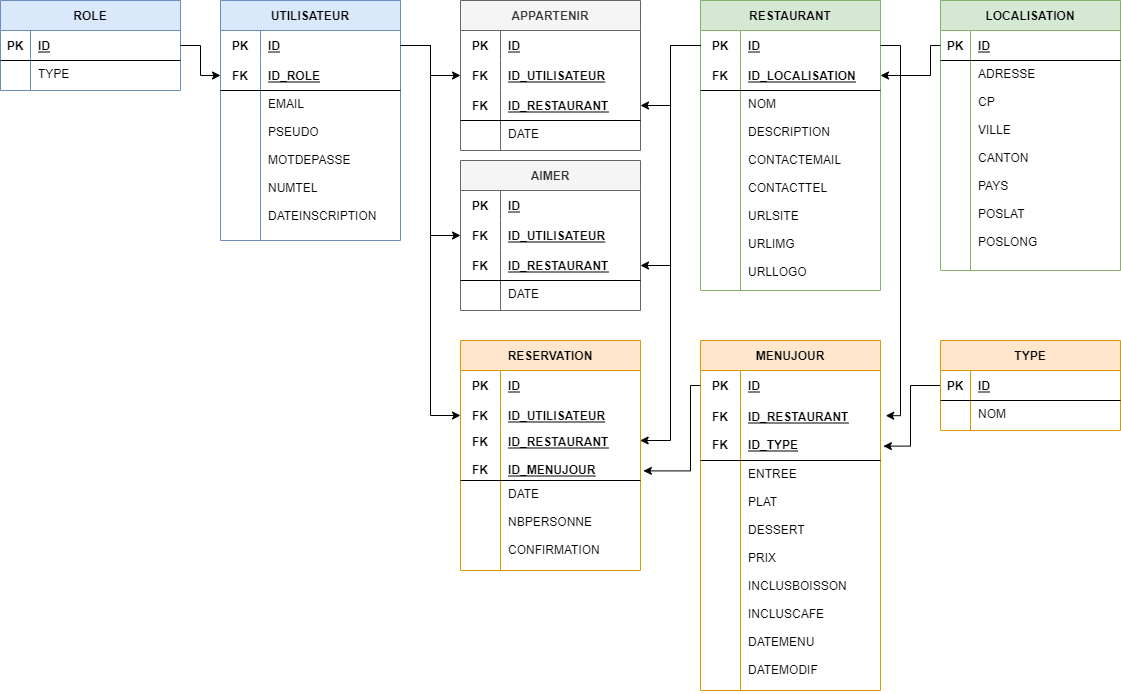 ROLE
PK ID
TYPE
UTILISATEUR
PK ID
FK ID_ROLE
EMAIL
PSEUDO
MOTDEPASSE
NUMTEL
DATEINSCRIPTION
APPARTENIR
PK ID
FK ID_UTILISATEUR
FK ID_RESTAURANT
DATE
AIMER
PK ID
FK ID_UTILISATEUR
FK ID_RESTAURANT
DATE
RESTAURANT
PK ID
FK ID_LOCALISATION
NOM
DESCRIPTION
CONTACTEMAIL
CONTACTTEL
URLSITE
URLIMG
URLLOGO
LOCALISATION
PK ID
ADRESSE
CP
VILLE
CANTON
PAYS
POSLAT
POSLONG
RESERVATION
PK ID
FK ID_UTILISATEUR
FK ID_RESTAURANT
FK ID_MENUJOUR
DATE
NBPERSONNE
CONFIRMATION
MENUJOUR
PK ID
FK ID_RESTAURANT
FK ID_TYPE
ENTREE
PLAT
DESSERT
PRIX
INCLUSBOISSON
INCLUSCAFE
DATEMENU
DATEMODIF
TYPE
PK ID
NOM